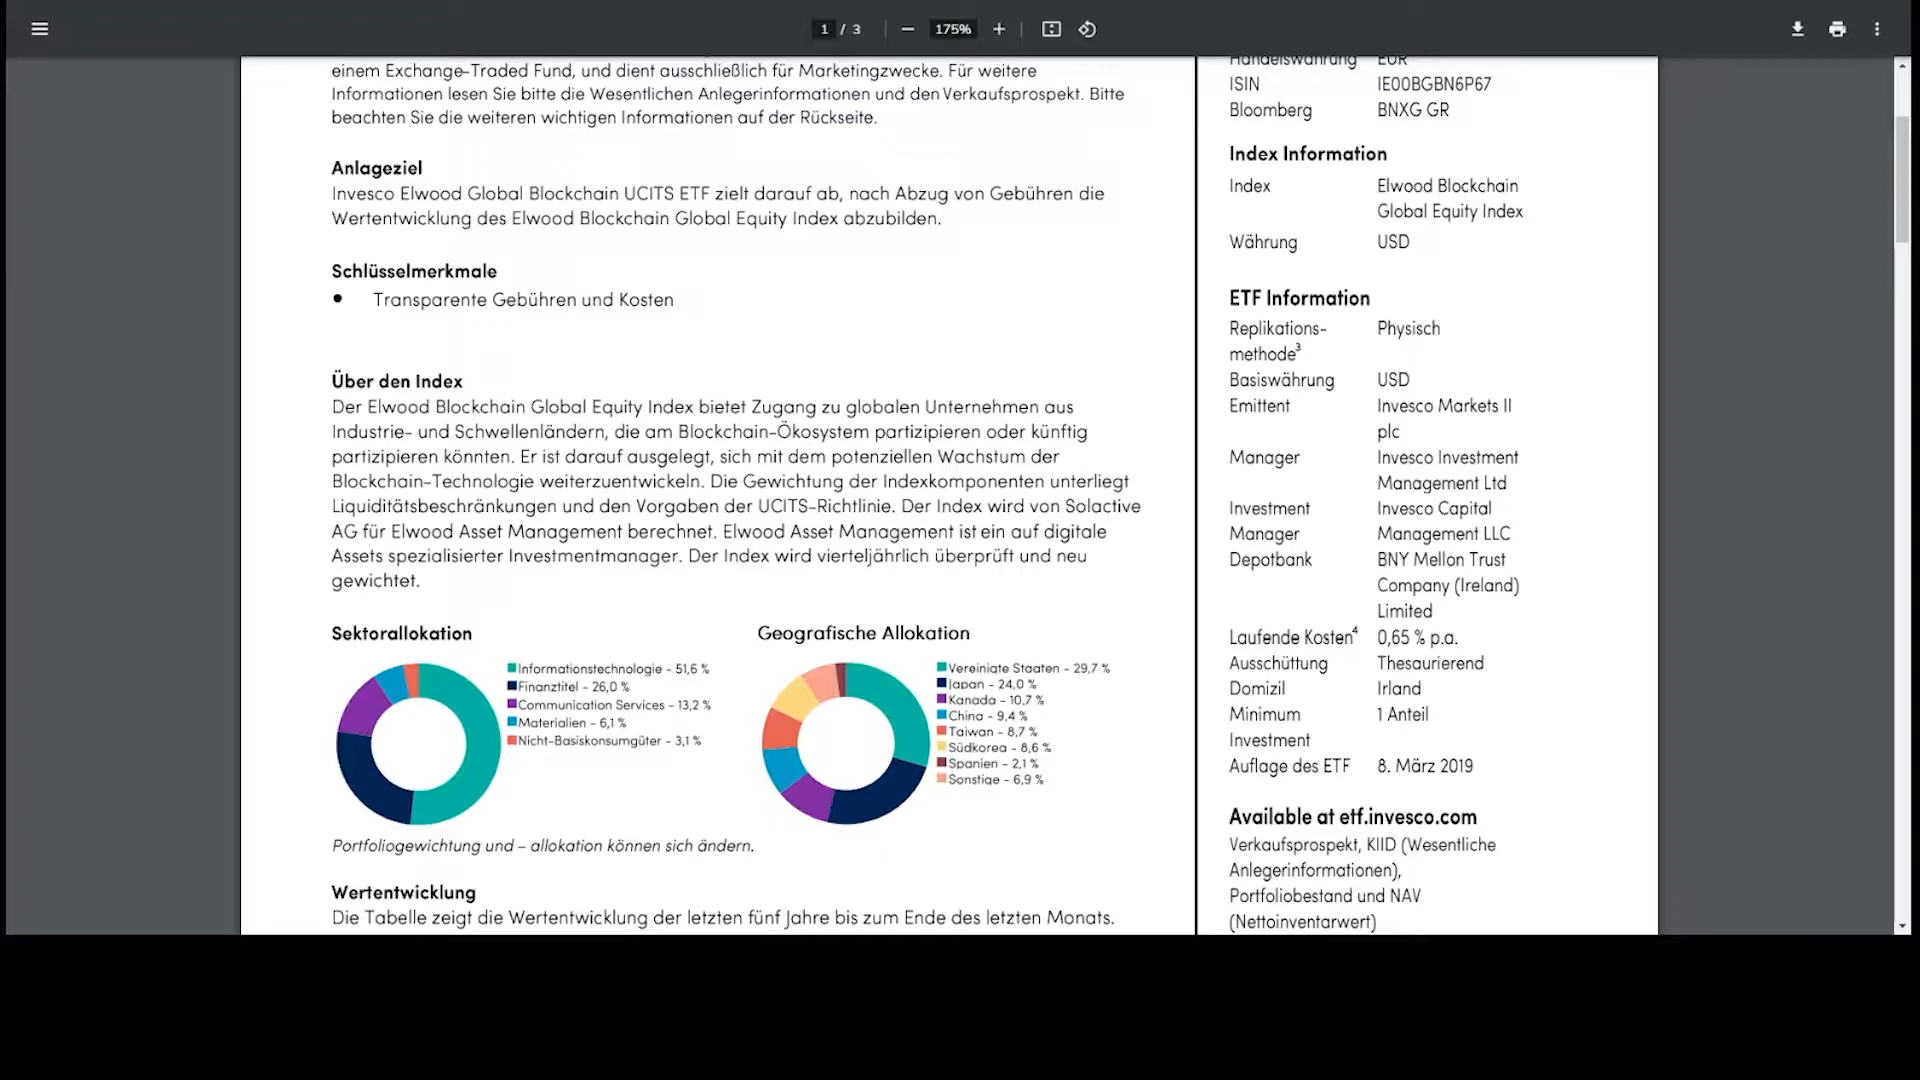 1 / 3
175%
einem Exchange-Traded Fund, und dient ausschließlich für Marketingzwecke. Für weitere
Informationen lesen Sie bitte die Wesentlichen Anlegerinformationen und den Verkaufsprospekt. Bitte
beachten Sie die weiteren wichtigen Informationen auf der Rückseite.
Anlageziel
Invesco Elwood Global Blockchain UCITS ETF zielt darauf ab, nach Abzug von Gebühren die
Wertentwicklung des Elwood Blockchain Global Equity Index abzubilden.
Schlüsselmerkmale
• Transparente Gebühren und Kosten
Über den Index
Der Elwood Blockchain Global Equity Index bietet Zugang zu globalen Unternehmen aus
Industrie- und Schwellenländern, die am Blockchain-Ökosystem partizipieren oder künftig
partizipieren könnten. Er ist darauf ausgelegt, sich mit dem potenziellen Wachstum der
Blockchain-Technologie weiterzuentwickeln. Die Gewichtung der Indexkomponenten unterliegt
Liquiditätsbeschränkungen und den Vorgaben der UCITS-Richtlinie. Der Index wird von Solactive
AG für Elwood Asset Management berechnet. Elwood Asset Management ist ein auf digitale
Assets spezialisierter Investmentmanager. Der Index wird vierteljährlich überprüft und neu
gewichtet.
Sektorallokation
Informationstechnologie - 51,6 %
Finanztitel - 26,0 %
Communication Services - 13,2 %
Materialien - 6,1 %
Nicht-Basiskonsumgüter - 3,1 %
Geografische Allokation
Vereinigte Staaten - 29,7 %
Japan - 24,0 %
Kanada - 10,7 %
China - 9,4 %
Taiwan - 8,7 %
Südkorea - 8,6 %
Spanien - 2,1 %
Sonstige - 6,9 %
Portfoliogewichtung und – allokation können sich ändern.
Wertentwicklung
Die Tabelle zeigt die Wertentwicklung der letzten fünf Jahre bis zum Ende des letzten Monats.
Handelswährung EUR
ISIN IE00BGBN6P67
Bloomberg BNXG GR
Index Information
Index Elwood Blockchain
Global Equity Index
Währung USD
ETF Information
Replikations- Physisch
methode3
Basiswährung USD
Emittent Invesco Markets II
plc
Manager Invesco Investment
Management Ltd
Investment Invesco Capital
Manager Management LLC
Depotbank BNY Mellon Trust
Company (Ireland)
Limited
Laufende Kosten4 0,65 % p.a.
Ausschüttung Thesaurierend
Domizil Irland
Minimum 1 Anteil
Investment
Auflage des ETF 8. März 2019
Available at etf.invesco.com
Verkaufsprospekt, KIID (Wesentliche
Anlegerinformationen),
Portfoliobestand und NAV
(Nettoinventarwert)